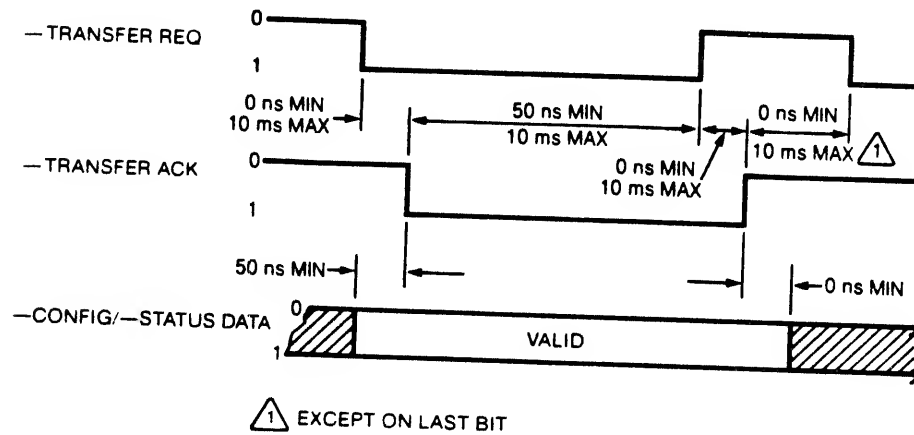 0
—TRANSFER REQ
1
0 ns MIN
10 ms MAX
50 ns MIN
10 ms MAX
0 ns MIN
10 ms MAX
0 ns MIN
10 ms MAX 1
0
—TRANSFER ACK
1
50 ns MIN
0 ns MIN
0
—CONFIG/—STATUS DATA
VALID
1
1 EXCEPT ON LAST BIT